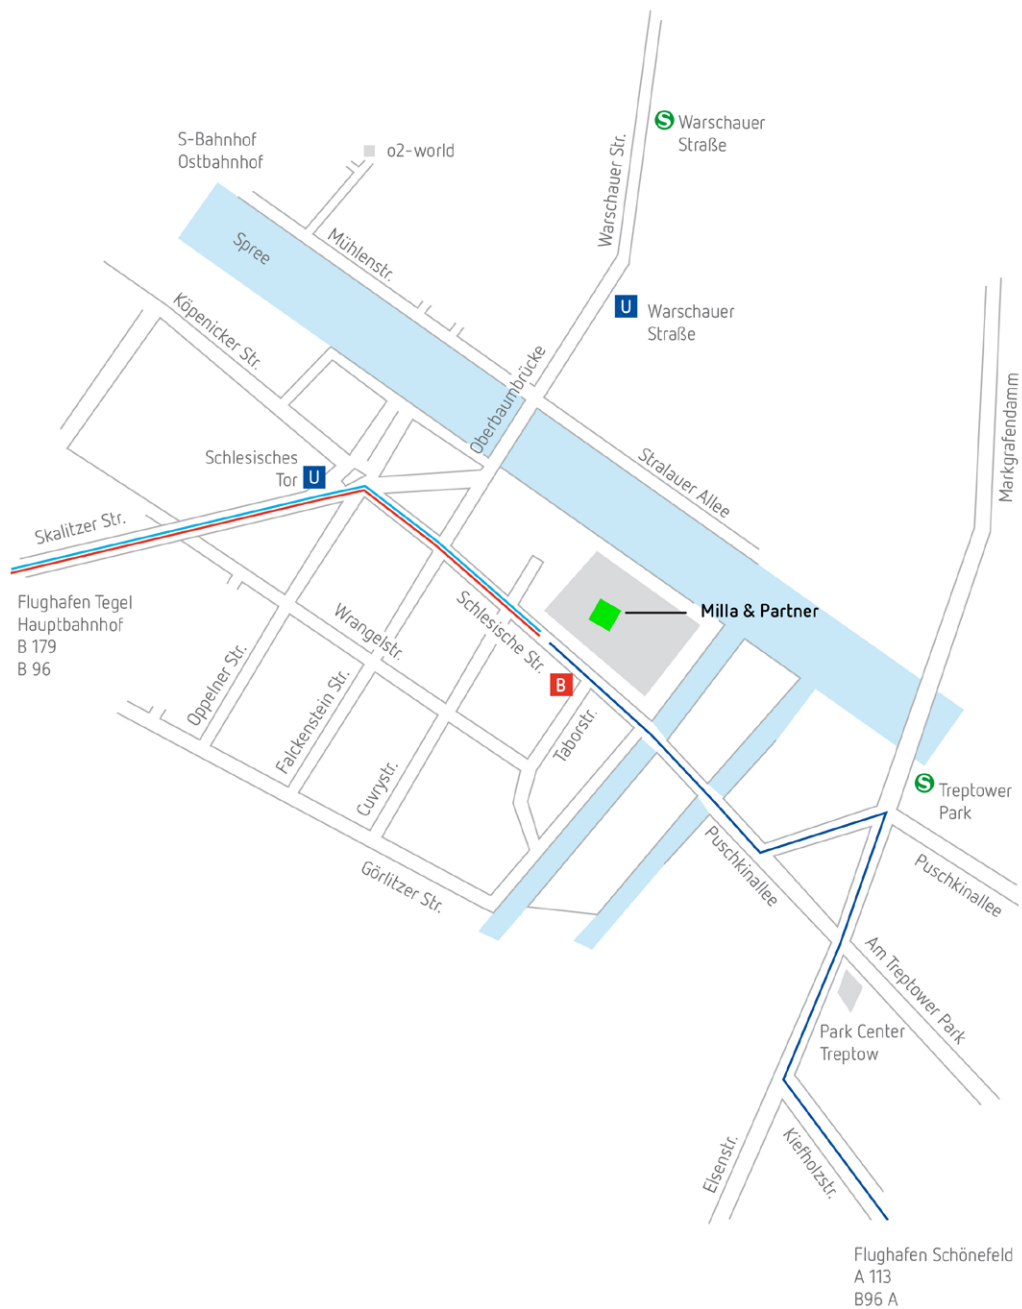 S
Warschauer
Straße
S-Bahnhof
Ostbahnhof
o2-world
Warschauer Str.
Spree
Mühlenstr.
Köpenicker Str.
U
Warschauer
Straße
Oberbaumbrücke
Markgrafendamm
Schlesisches
Tor
U
Stralauer Allee
Skalitzer Str.
Flughafen Tegel
Hauptbahnhof
B 179
B 96
Wrangelstr.
Schlesische Str.
Milla & Partner
B
Oppelner Str.
Falckenstein Str.
Cuvrystr.
Taborstr.
Görlitzer Str.
S
Treptower
Park
Puschkinallee
Puschkinallee
Am Treptower Park
Park Center
Treptow
Elsenstr.
Kiefholzstr.
Flughafen Schönefeld
A 113
B96 A